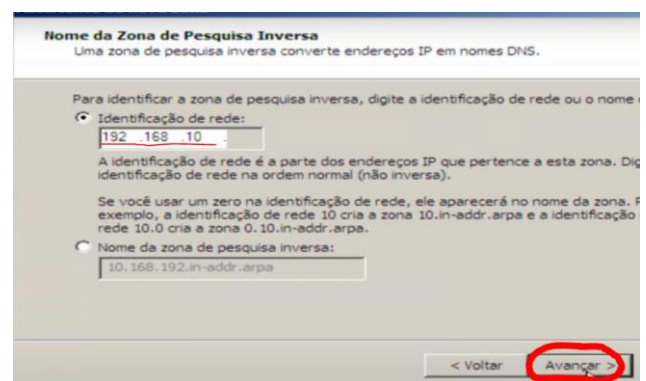 Nome da Zona de Pesquisa Inversa
Uma zona de pesquisa inversa converte endereços IP em nomes DNS.
Para identificar a zona de pesquisa inversa, digite a identificação de rede ou o nome
Identificação de rede:
192 .168 .10 .
A identificação de rede é a parte dos endereços IP que pertence a esta zona. Dig
identificação de rede na ordem normal (não inversa).
Se você usar um zero na identificação de rede, ele aparecerá no nome da zona. P
exemplo, a identificação de rede 10 cria a zona 10.in-addr.arpa e a identificação
rede 10.0 cria a zona 0.10.in-addr.arpa.
Nome da zona de pesquisa inversa:
10.168.192.in-addr.arpa
< Voltar
Avançar >